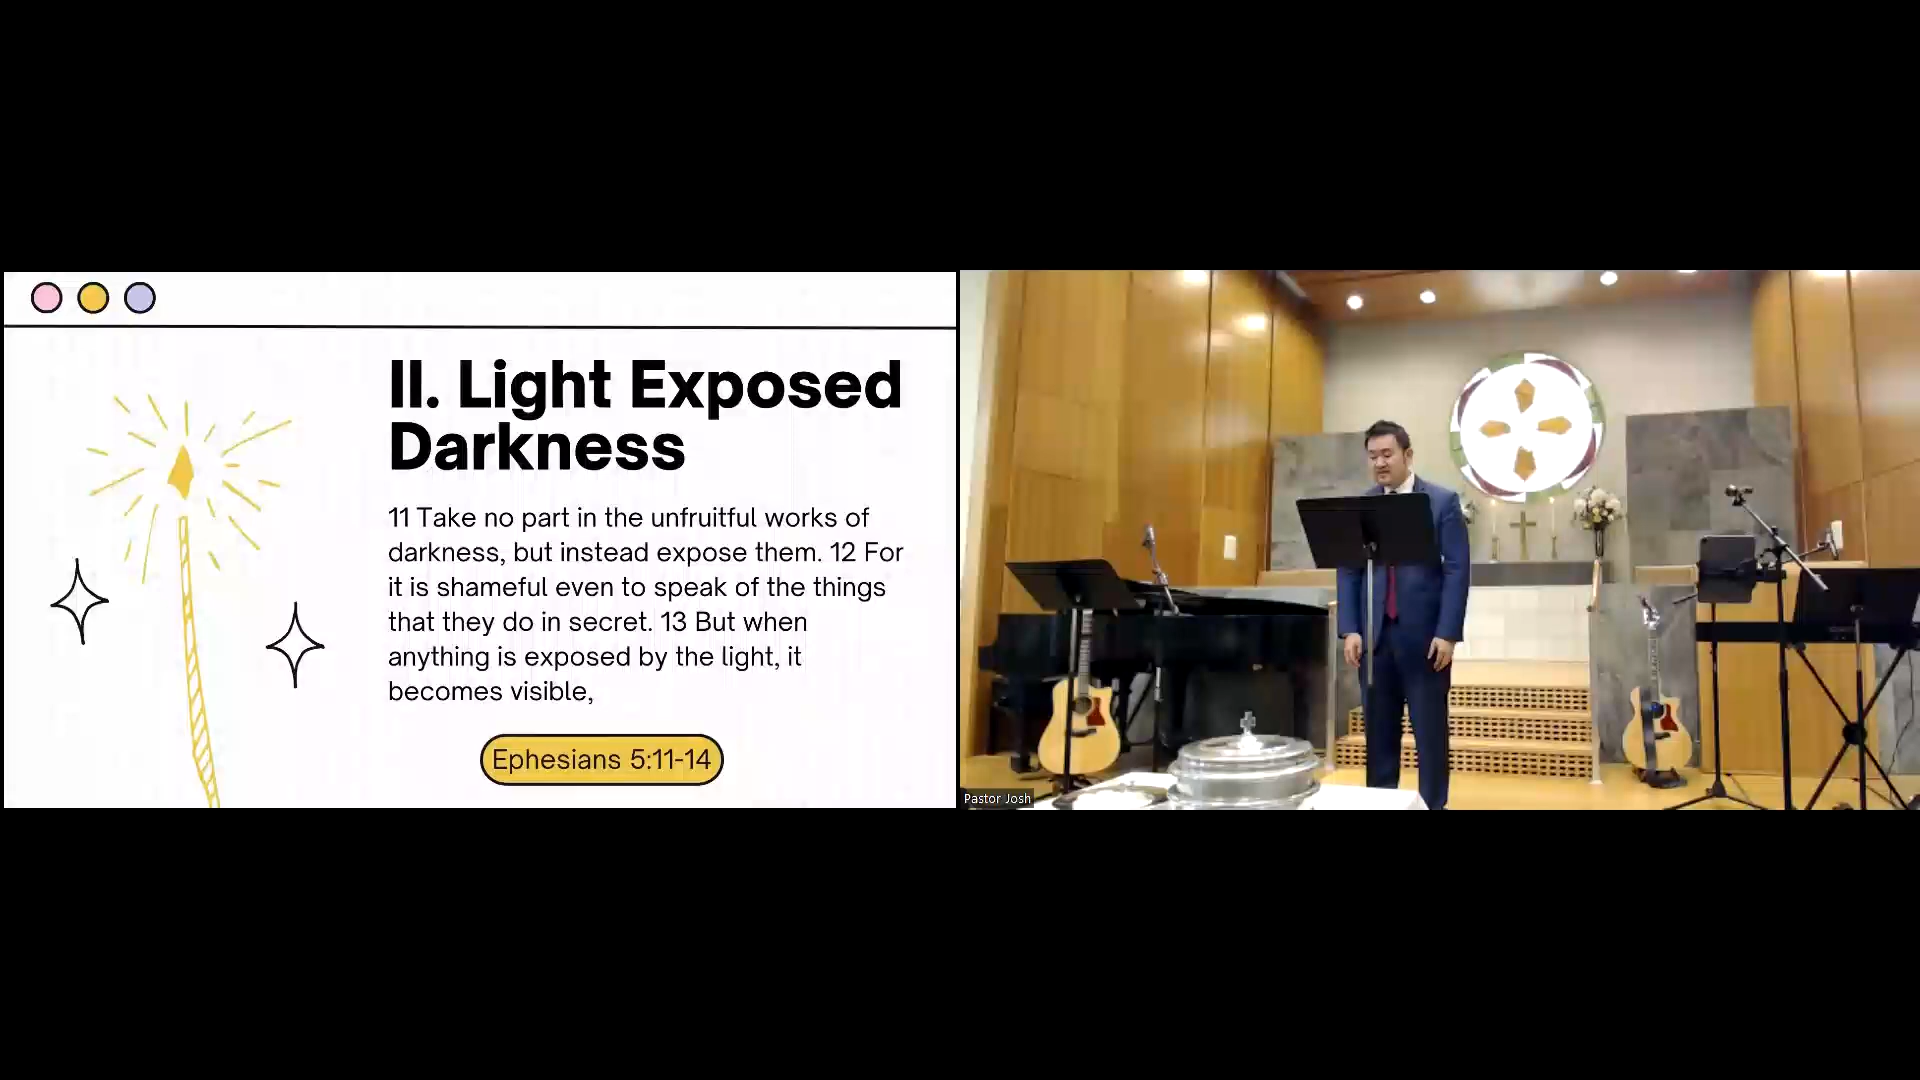 II. Light Exposed
Darkness
11 Take no part in the unfruitful works of
darkness, but instead expose them. 12 For
it is shameful even to speak of the things
that they do in secret. 13 But when
anything is exposed by the light, it
becomes visible,
Ephesians 5:11-14
Pastor Josh